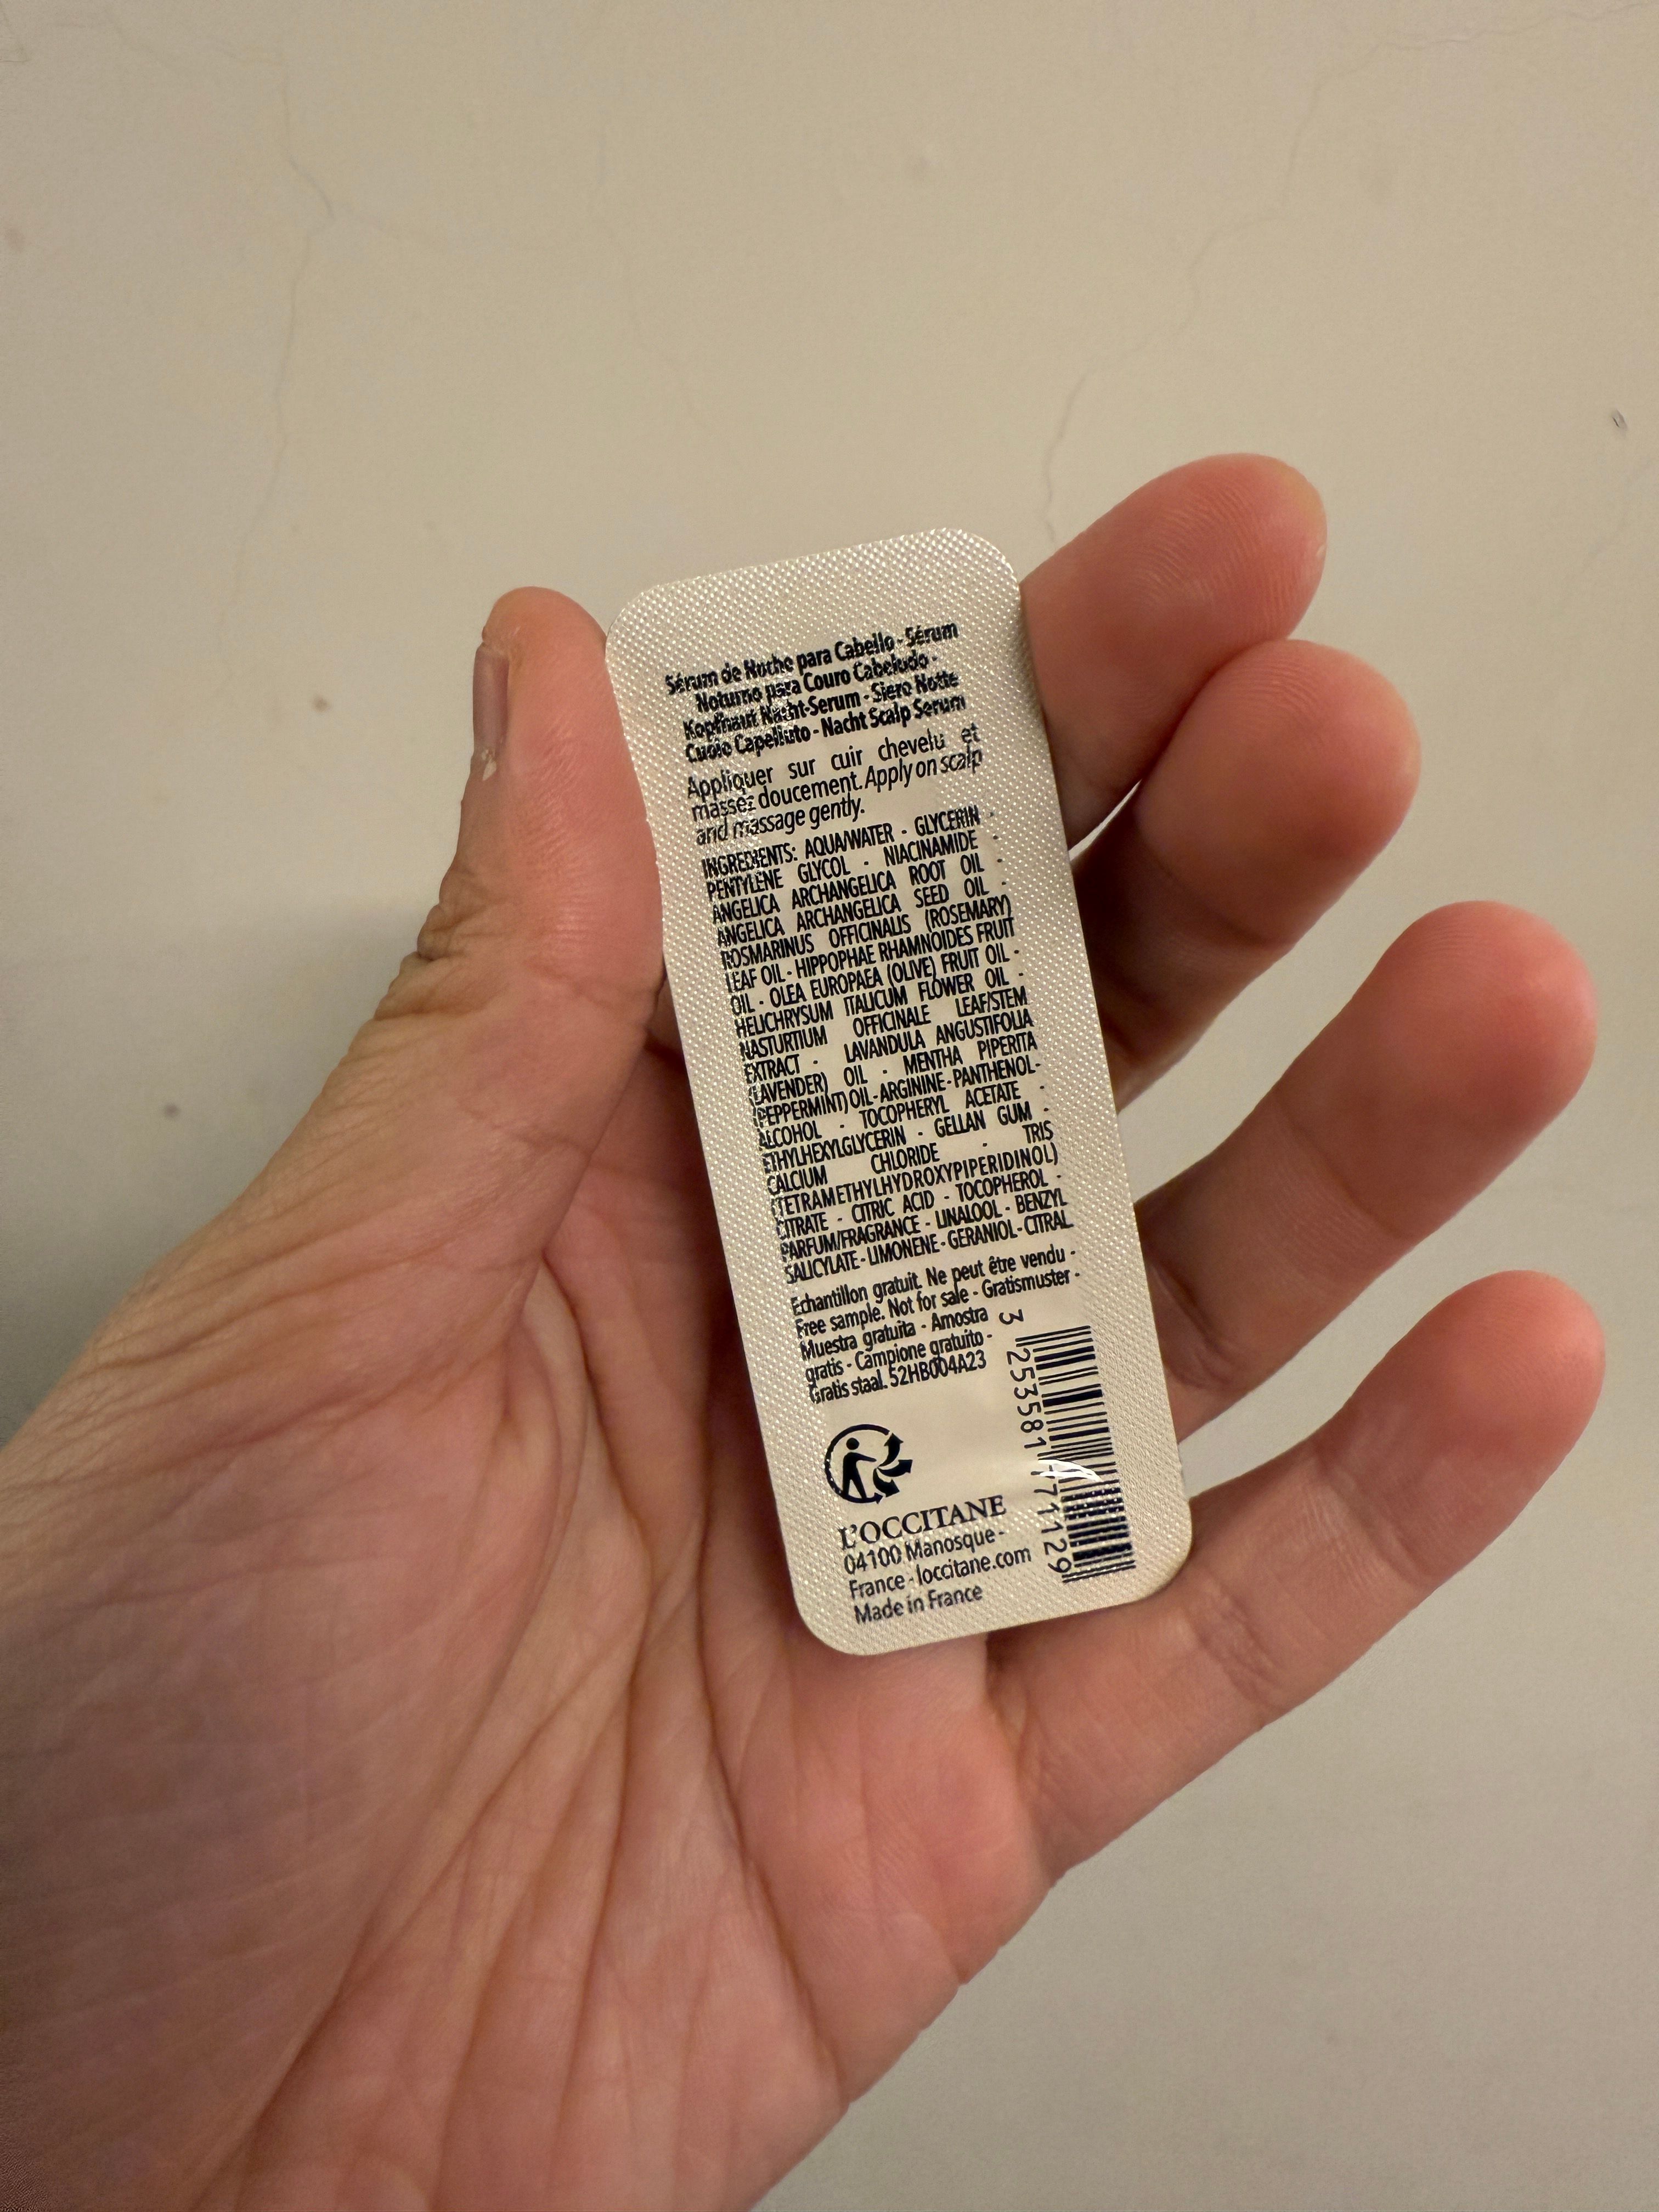 Sérum de Noche para Cabello - Sérum
Noturno para Couro Cabeludo -
Kopfhaut Nacht-Serum - Siero Notte
Cuoio Capelluto - Nacht Scalp Serum
Appliquer sur cuir chevelu et
massez doucement. Apply on scalp
and massage gently.
INGREDIENTS: AQUA/WATER - GLYCERIN -
PENTYLENE GLYCOL - NIACINAMIDE -
ANGELICA ARCHANGELICA ROOT OIL -
ANGELICA ARCHANGELICA SEED OIL -
ROSMARINUS OFFICINALIS (ROSEMARY)
LEAF OIL - HIPPOPHAE RHAMNOIDES FRUIT
OIL - OLEA EUROPAEA (OLIVE) FRUIT OIL -
HELICHRYSUM ITALICUM FLOWER OIL -
NASTURTIUM OFFICINALE LEAF/STEM
EXTRACT - LAVANDULA ANGUSTIFOLIA
(LAVENDER) OIL - MENTHA PIPERITA
(PEPPERMINT) OIL - ARGININE - PANTHENOL -
ALCOHOL - TOCOPHERYL ACETATE -
ETHYLHEXYLGLYCERIN - GELLAN GUM -
CALCIUM CHLORIDE - TRIS
(TETRAMETHYLHYDROXYPIPERIDINOL)
CITRATE - CITRIC ACID - TOCOPHEROL -
PARFUM/FRAGRANCE - LINALOOL - BENZYL
SALICYLATE - LIMONENE - GERANIOL - CITRAL.
Echantillon gratuit. Ne peut être vendu -
Free sample. Not for sale - Gratismuster -
Muestra gratuita - Amostra
gratis - Campione gratuito -
Gratis staal. 52HB004A23
3 253581 771129
L'OCCITANE
04100 Manosque -
France - loccitane.com
Made in France